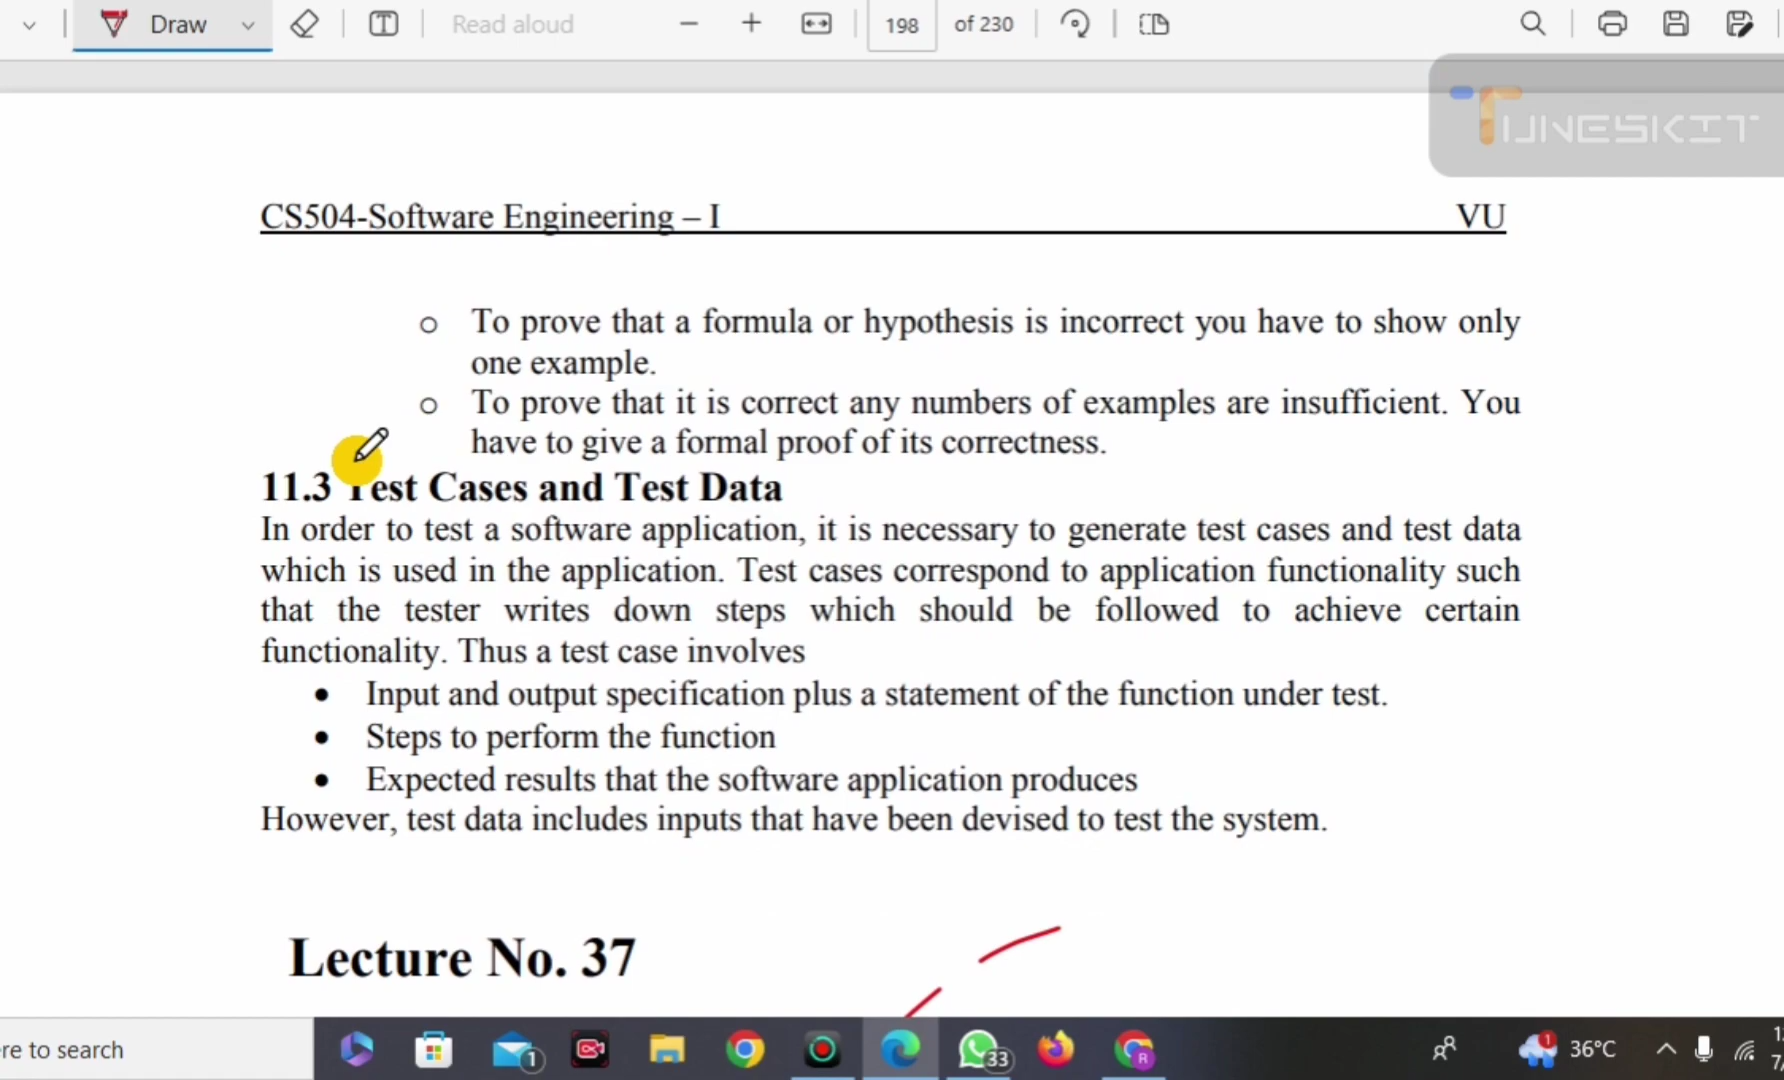 Draw
Read aloud
198 of 230
TUNESKIT
CS504-Software Engineering – I VU
o To prove that a formula or hypothesis is incorrect you have to show only
one example.
o To prove that it is correct any numbers of examples are insufficient. You
have to give a formal proof of its correctness.
11.3 Test Cases and Test Data
In order to test a software application, it is necessary to generate test cases and test data
which is used in the application. Test cases correspond to application functionality such
that the tester writes down steps which should be followed to achieve certain
functionality. Thus a test case involves
• Input and output specification plus a statement of the function under test.
• Steps to perform the function
• Expected results that the software application produces
However, test data includes inputs that have been devised to test the system.
Lecture No. 37
re to search
1
33
R
1
36°C